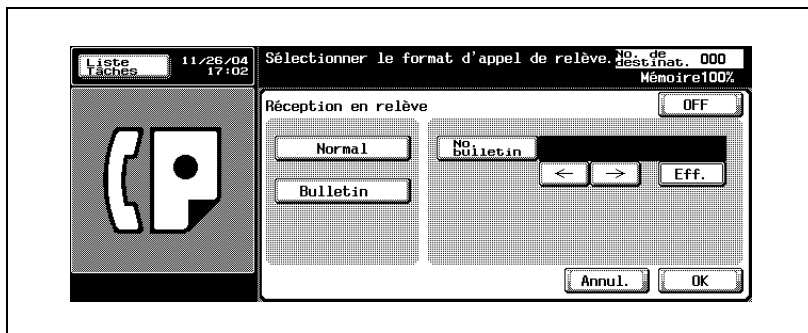 Liste
Tâches
11/26/04
17:02
Sélectionner le format d'appel de relève.
No. de
destinat. 000
Mémoire100%
Réception en relève
OFF
Normal
No.
bulletin
← →
Eff.
Bulletin
Annul.
OK